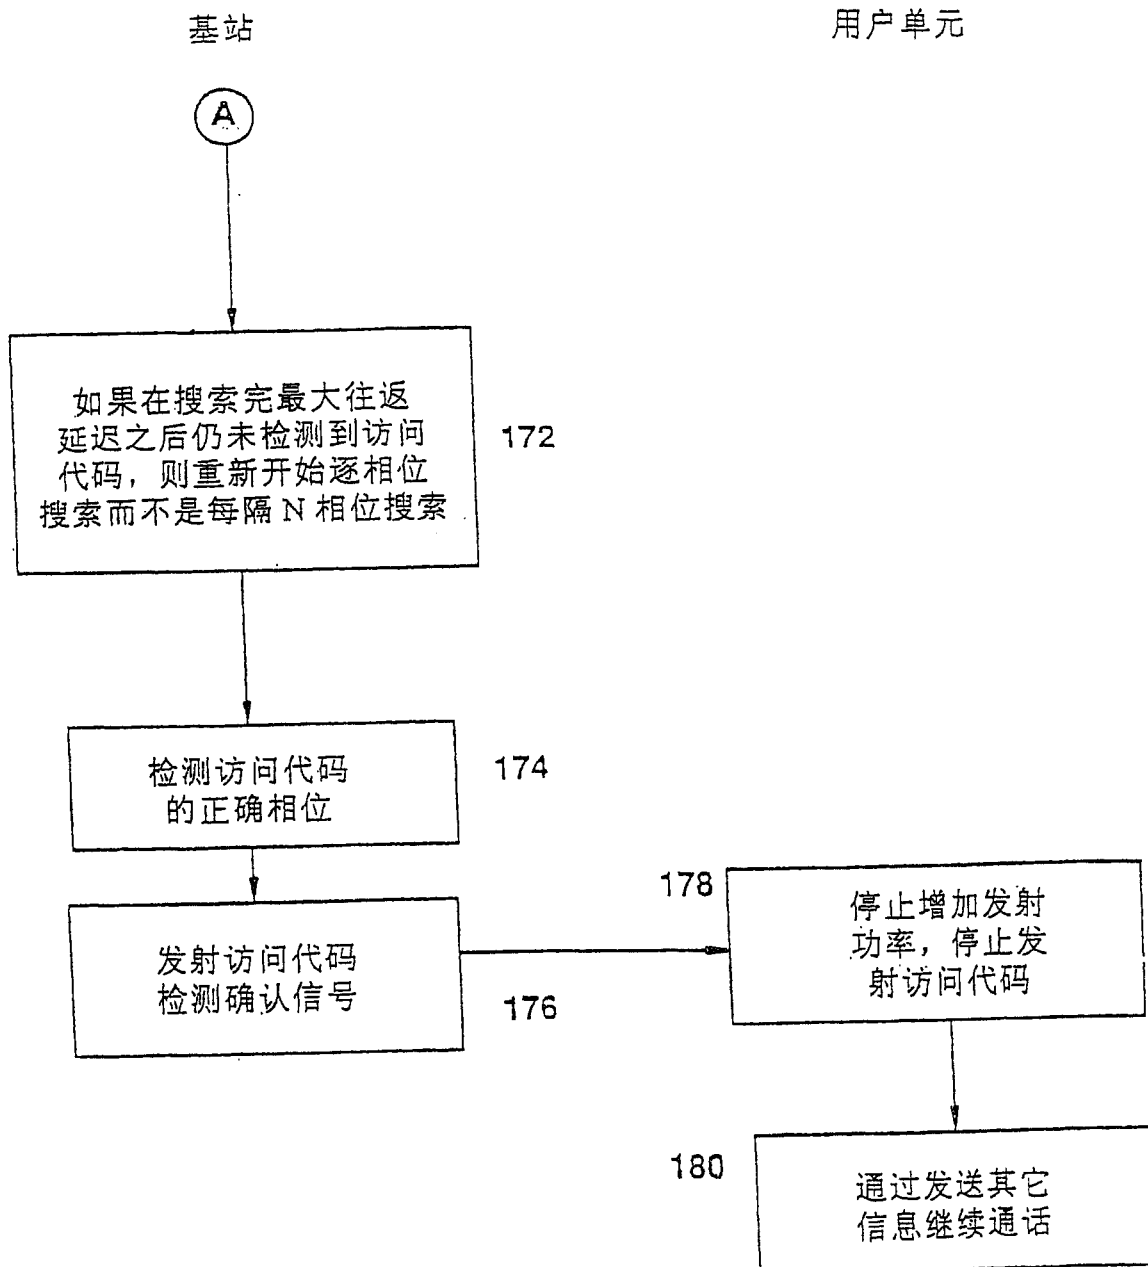 基站
用户单元
A
如果在搜索完最大往返
延迟之后仍未检测到访问
代码，则重新开始逐相位
搜索而不是每隔N相位搜索
172
检测访问代码
的正确相位
174
发射访问代码
检测确认信号
176
178
停止增加发射
功率，停止发
射访问代码
180
通过发送其它
信息继续通话